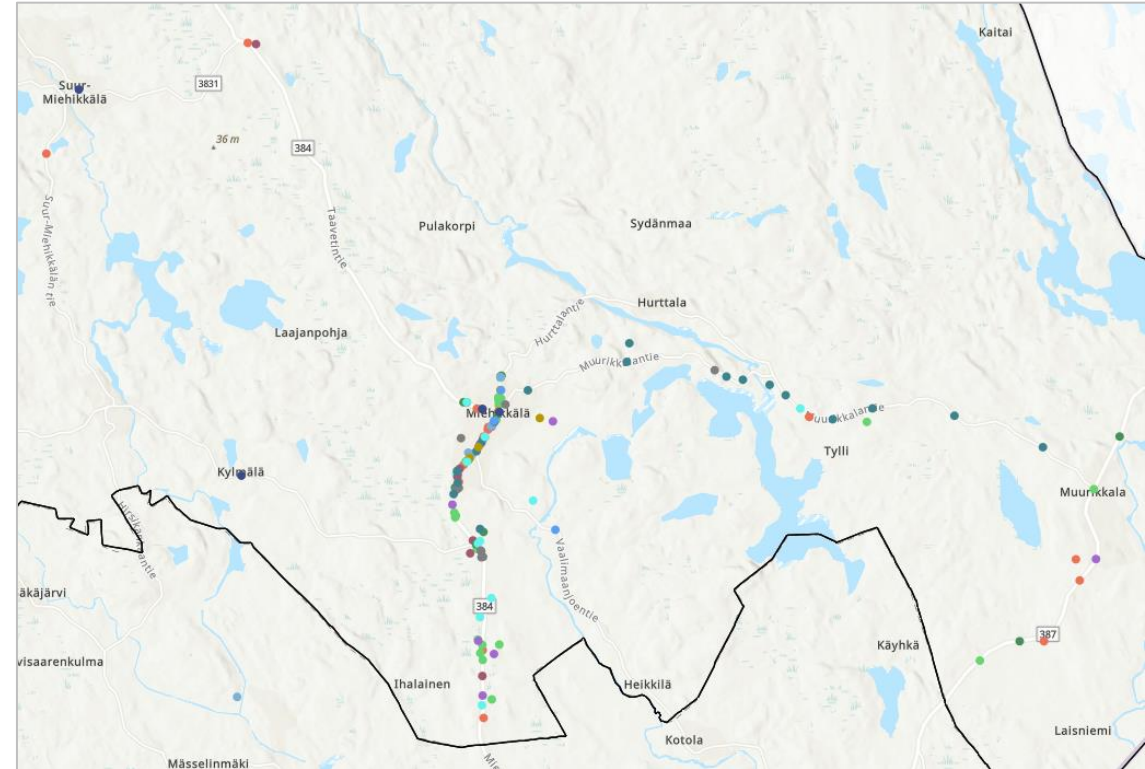 Kaitai
Suur-
Miehikkälä
3831
36 m
384
Suur-Miehikkälän tie
Taavetintie
Pulakorpi
Sydänmaa
Hurttala
Hurttalantie
Laajanpohja
Muurikkalantie
Miehikkälä
Muurikkalantie
Tylli
Kylmälä
Muurikkala
Vaalimaanjoentie
äkäjärvi
384
387
Käyhkä
visaarenkulma
Ihalainen
Heikkilä
Laisniemi
Kotola
Mässelinmäki